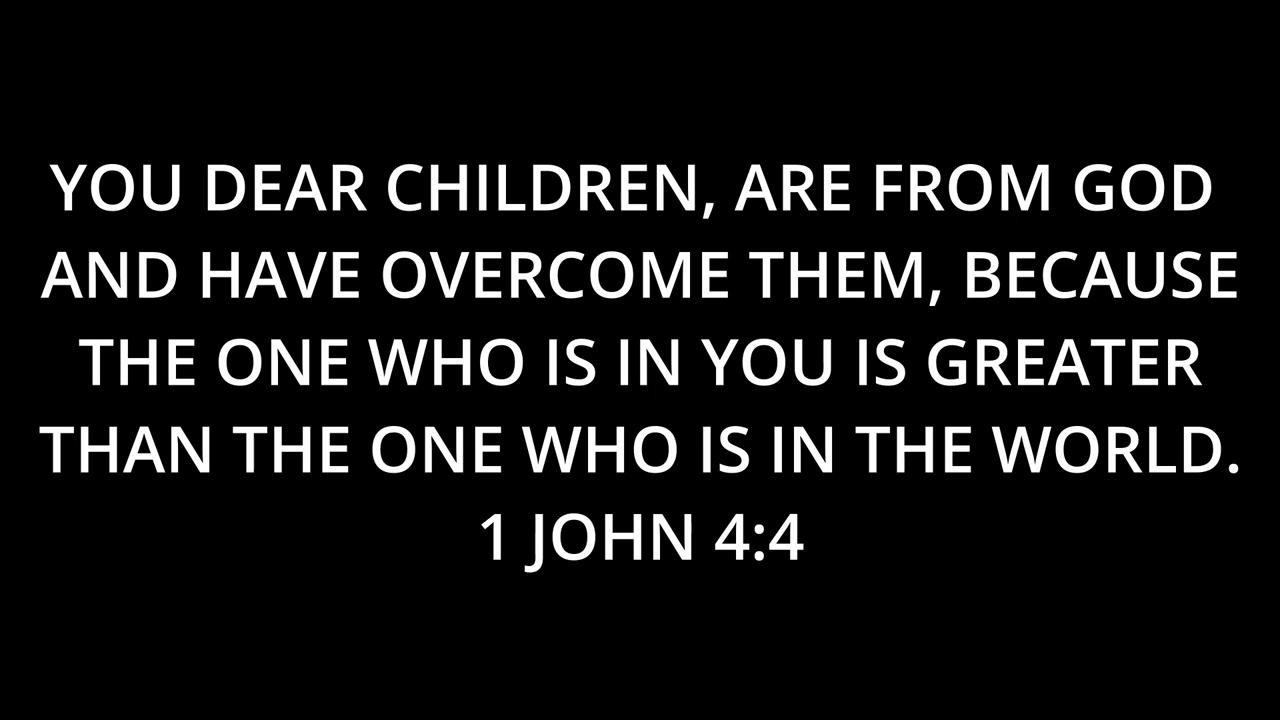 YOU DEAR CHILDREN, ARE FROM GOD
AND HAVE OVERCOME THEM, BECAUSE
THE ONE WHO IS IN YOU IS GREATER
THAN THE ONE WHO IS IN THE WORLD.
1 JOHN 4:4